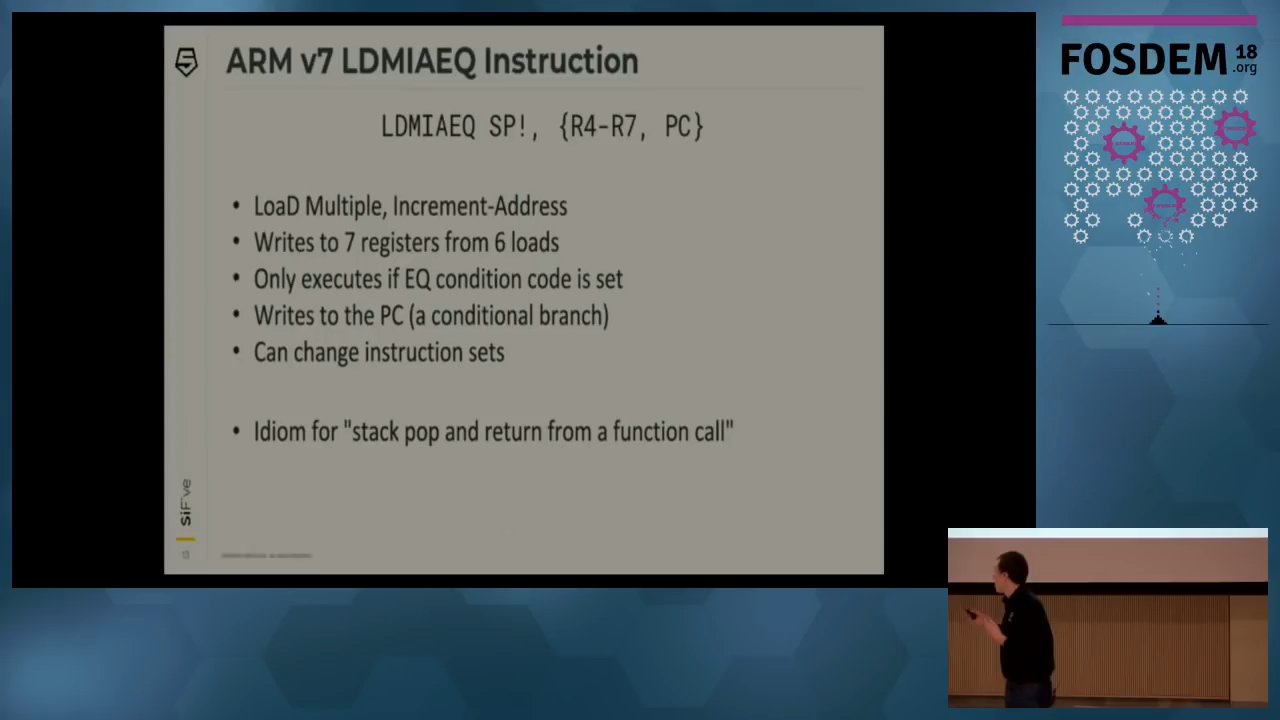 ARM v7 LDMIAEQ Instruction
LDMIAEQ SP!, {R4-R7, PC}
• LoaD Multiple, Increment-Address
• Writes to 7 registers from 6 loads
• Only executes if EQ condition code is set
• Writes to the PC (a conditional branch)
• Can change instruction sets
• Idiom for "stack pop and return from a function call"
SiFive
FOSDEM 18
.org